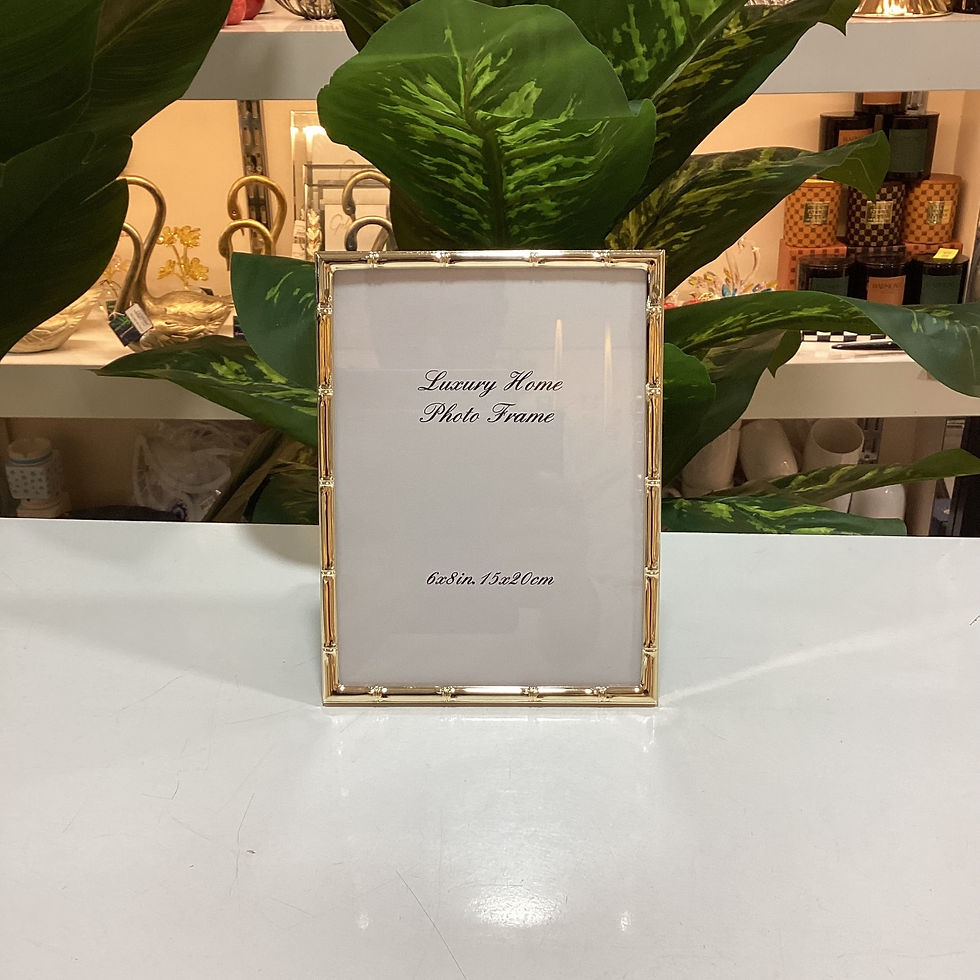 Luxury Home
Photo Frame
6x8in. 15x20cm